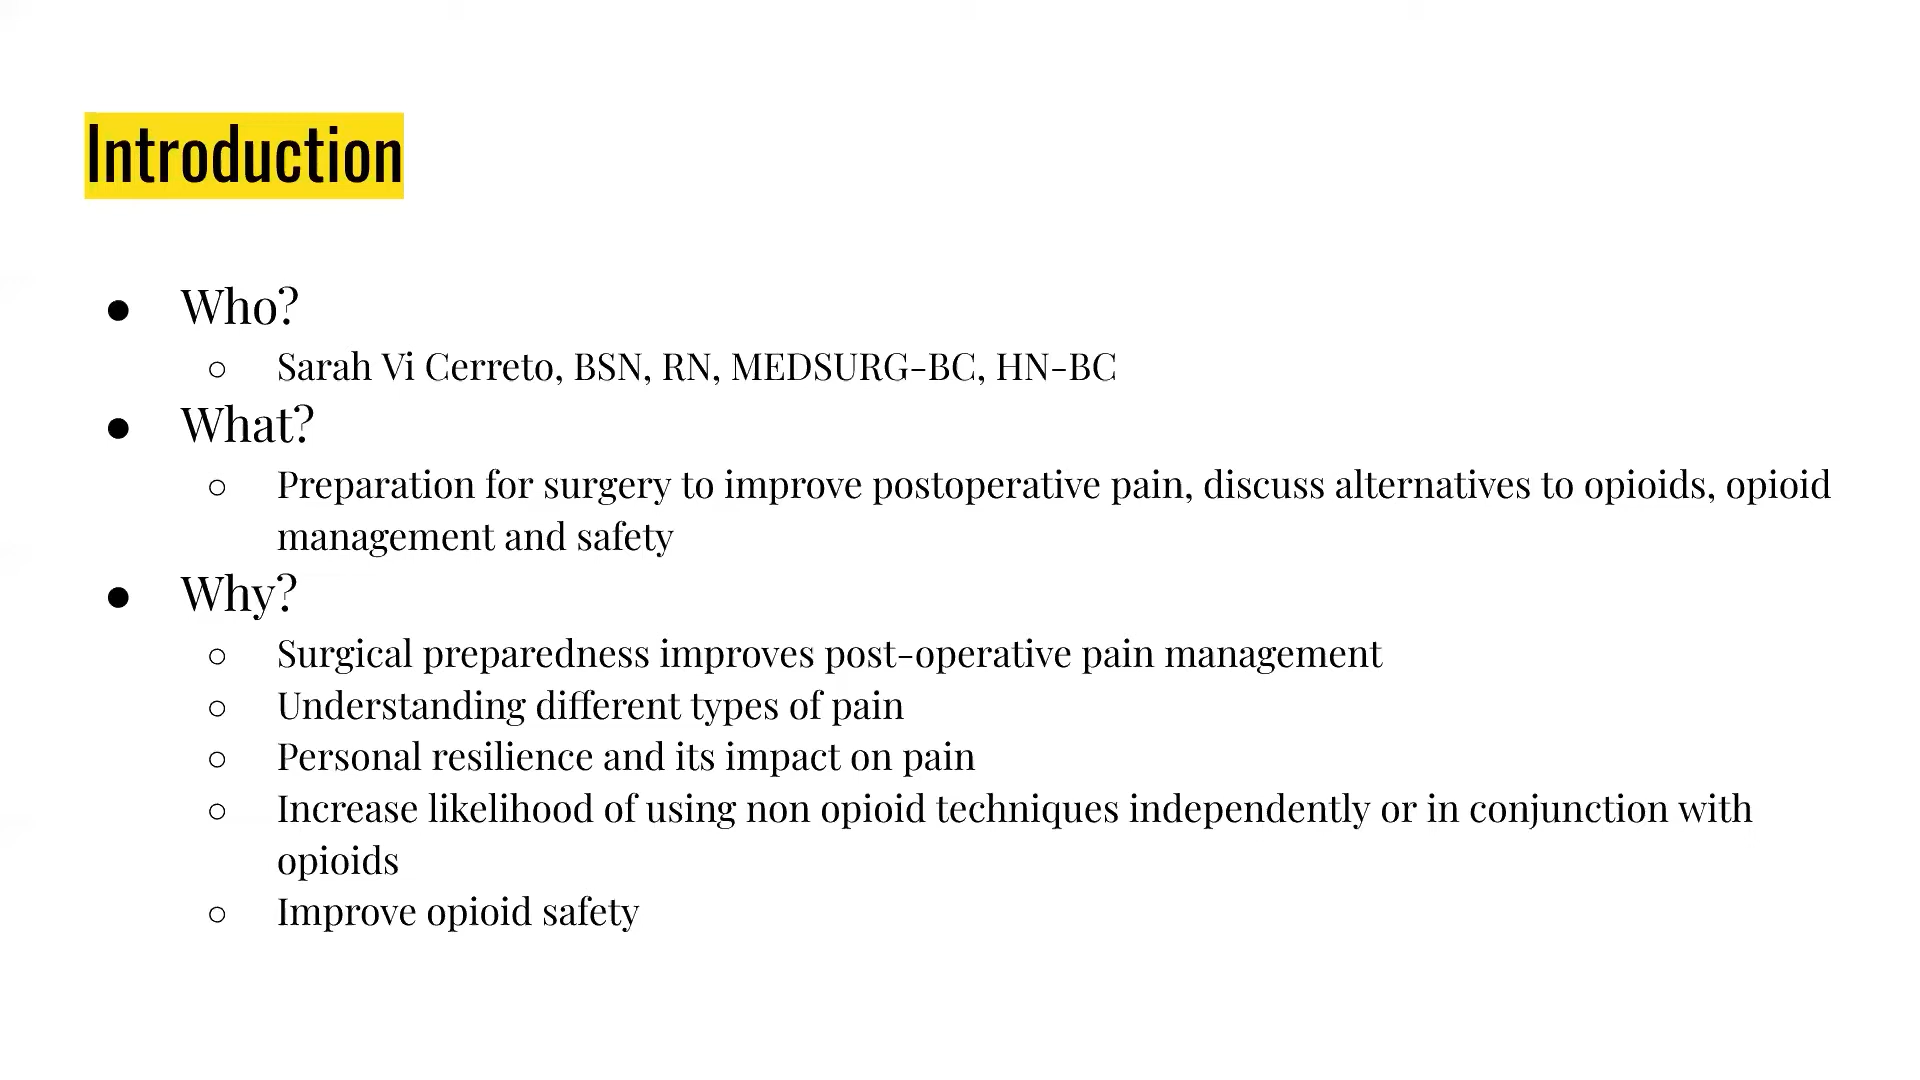 Introduction
● Who?
○ Sarah Vi Cerreto, BSN, RN, MEDSURG-BC, HN-BC
● What?
○ Preparation for surgery to improve postoperative pain, discuss alternatives to opioids, opioid
management and safety
● Why?
○ Surgical preparedness improves post-operative pain management
○ Understanding different types of pain
○ Personal resilience and its impact on pain
○ Increase likelihood of using non opioid techniques independently or in conjunction with
opioids
○ Improve opioid safety